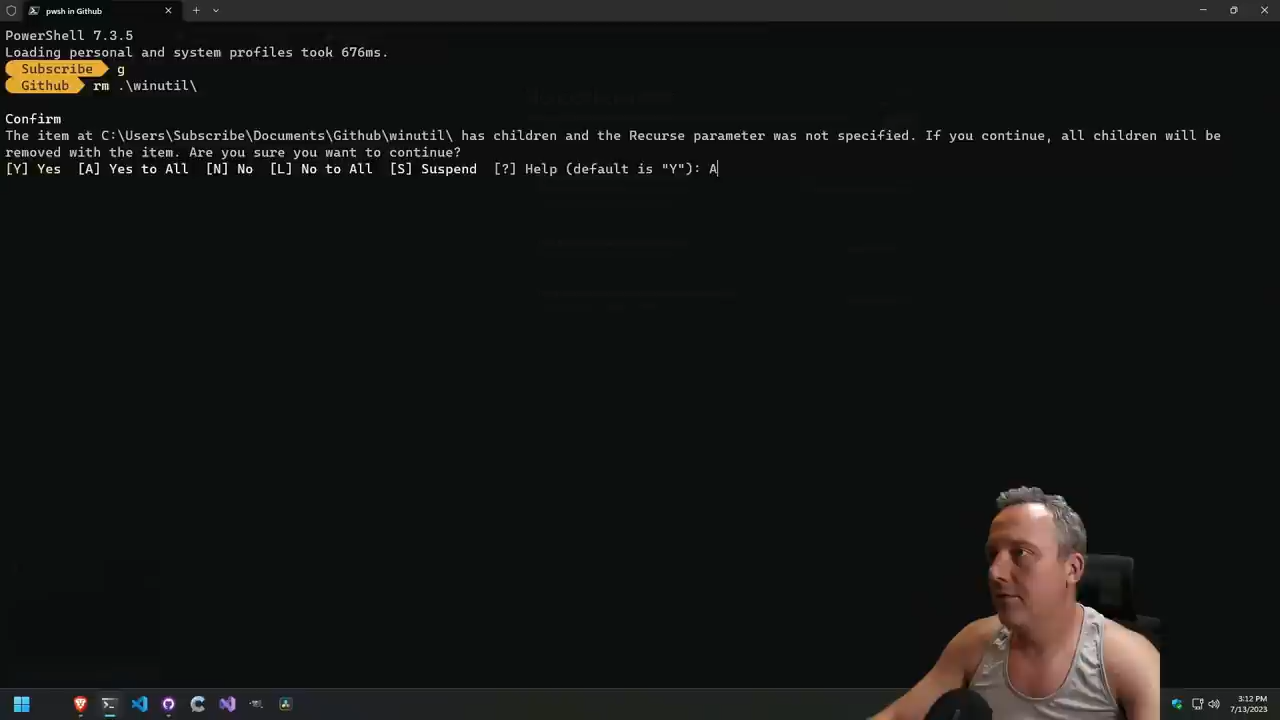 pwsh in Github
PowerShell 7.3.5
Loading personal and system profiles took 676ms.
Subscribe g
Github rm .\winutil\
Confirm
The item at C:\Users\Subscribe\Documents\Github\winutil\ has children and the Recurse parameter was not specified. If you continue, all children will be
removed with the item. Are you sure you want to continue?
[Y] Yes [A] Yes to All [N] No [L] No to All [S] Suspend [?] Help (default is "Y"): A
3:12 PM
7/13/2023